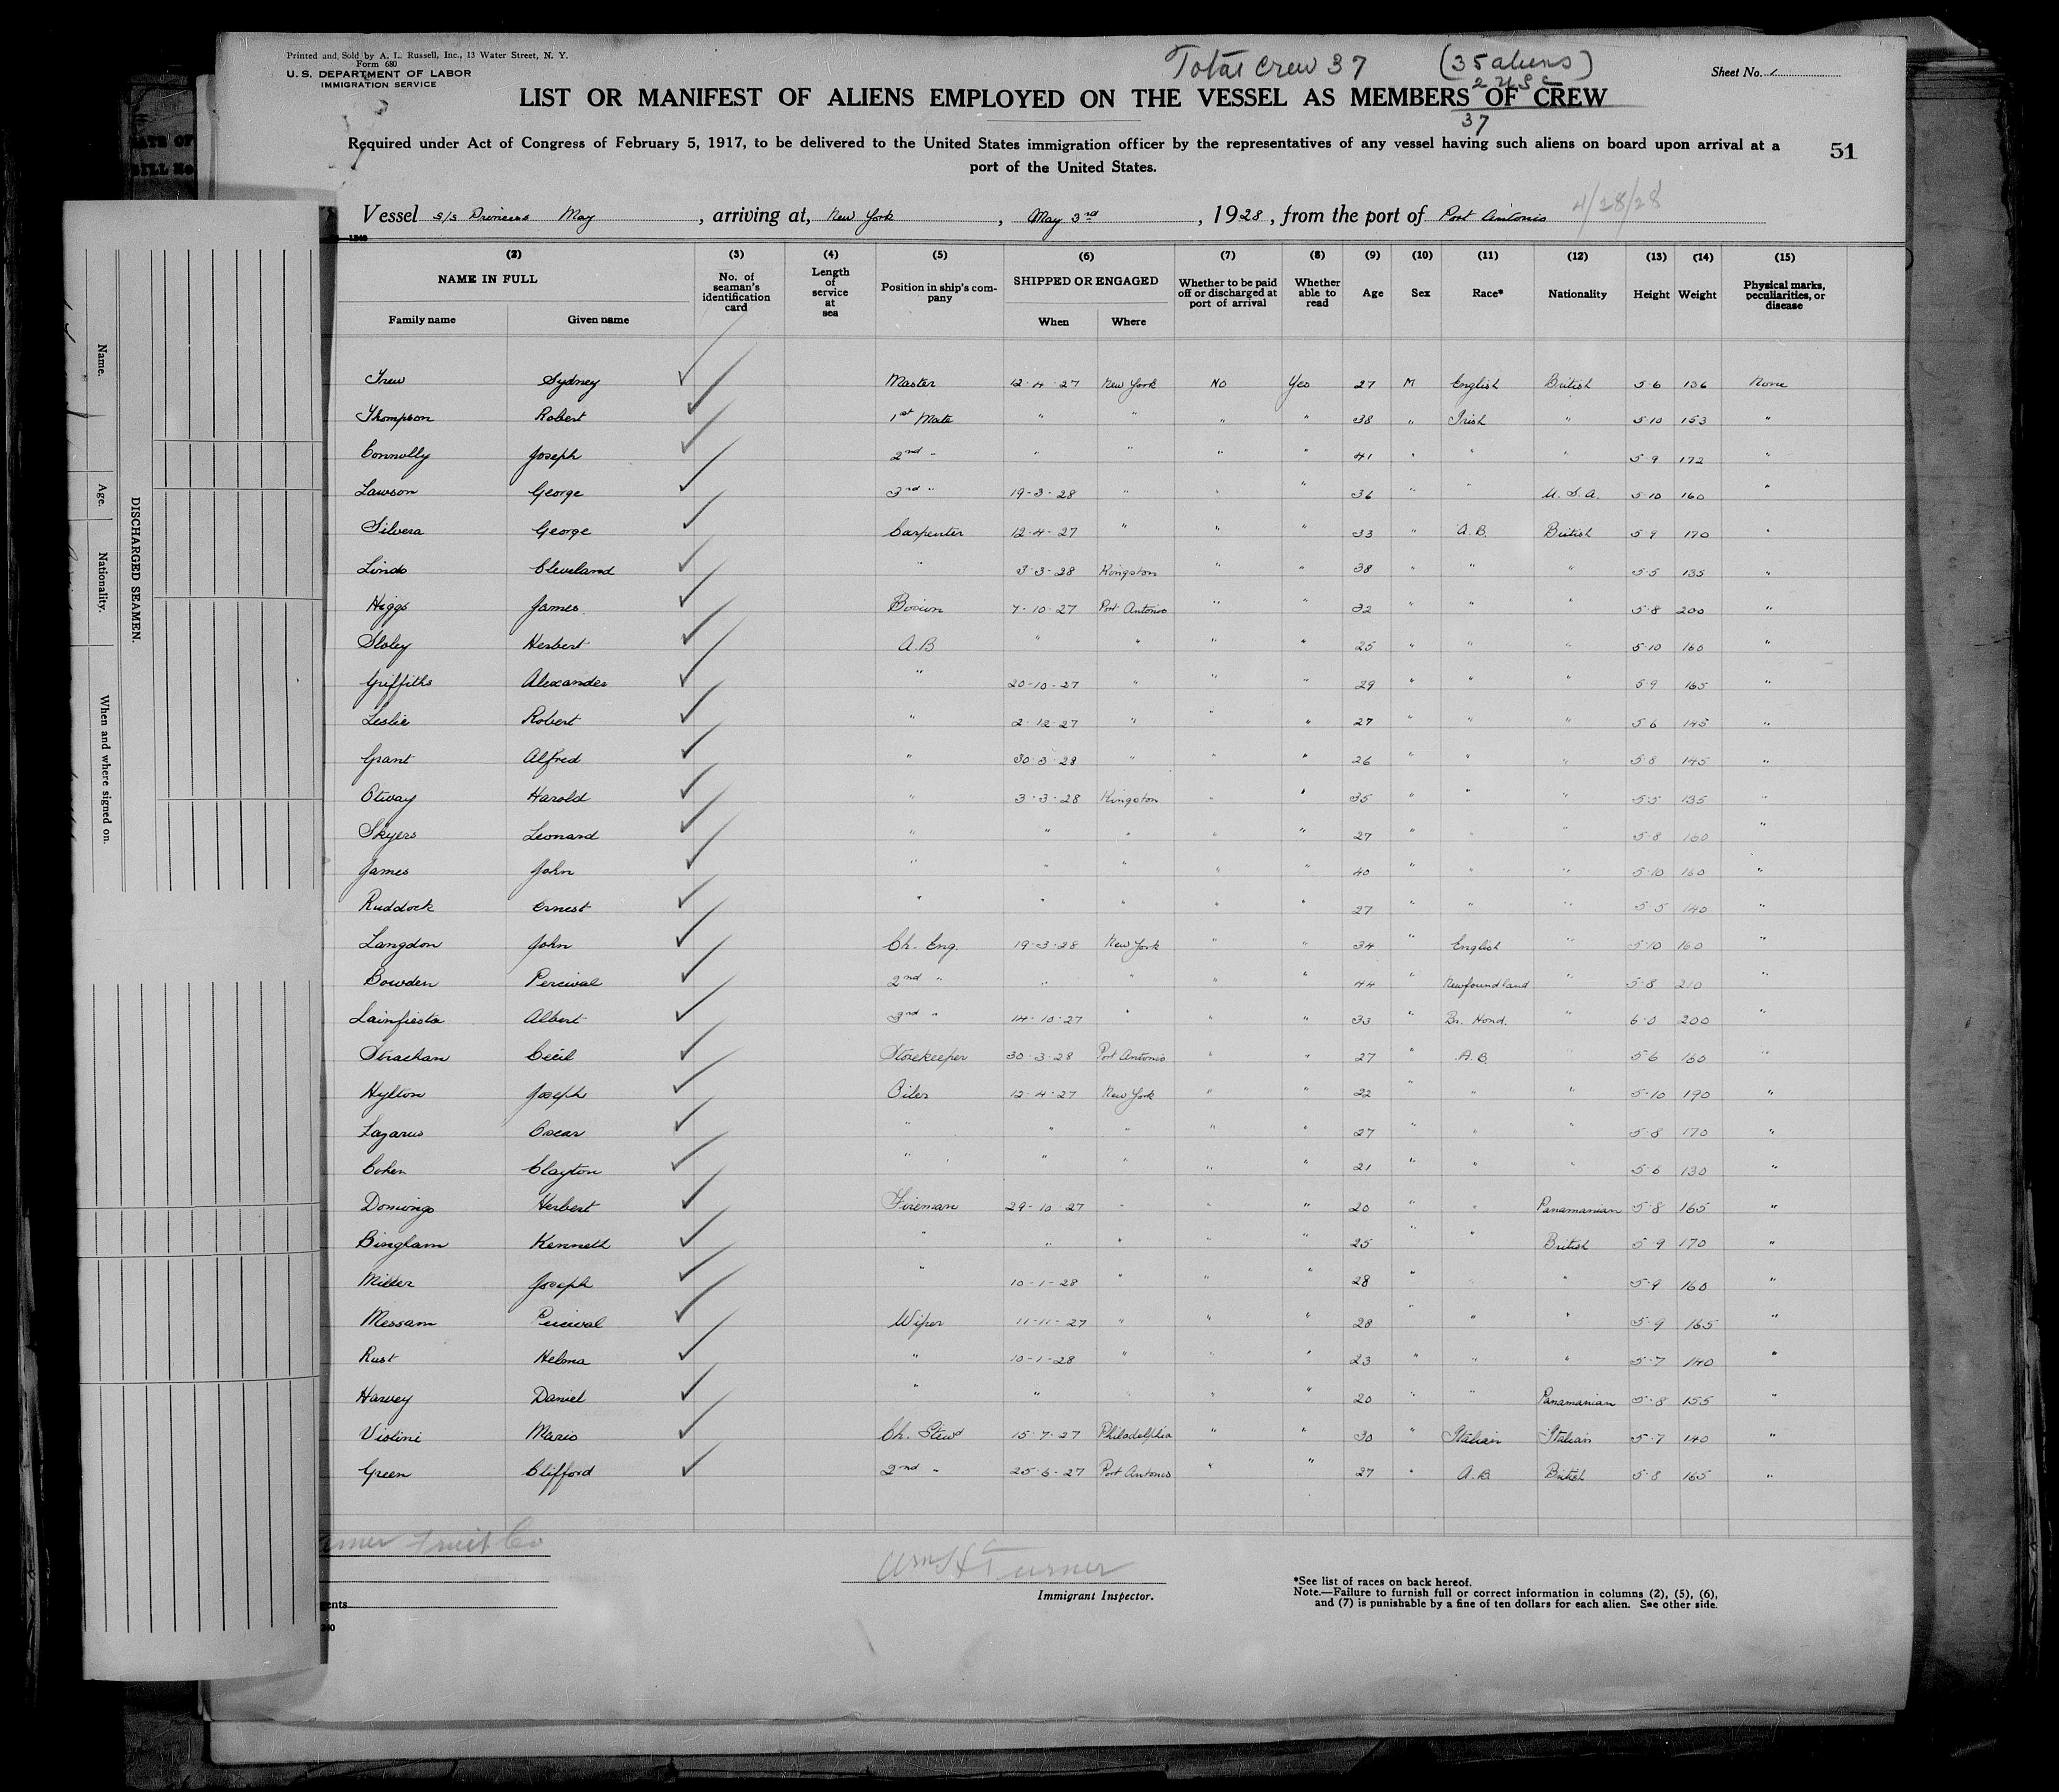 Printed and Sold by A. L. Russell, Inc., 13 Water Street, N. Y.
Form 680
U. S. DEPARTMENT OF LABOR
IMMIGRATION SERVICE
Total Crew 37 (35 aliens)
2 USC
37
Sheet No. 1
LIST OR MANIFEST OF ALIENS EMPLOYED ON THE VESSEL AS MEMBERS OF CREW
Required under Act of Congress of February 5, 1917, to be delivered to the United States immigration officer by the representatives of any vessel having such aliens on board upon arrival at a
port of the United States.
51
4/28/28
Vessel s/s Princess May, arriving at, New York, May 3rd, 1928, from the port of Port Antonio
(2) (3) (4) (5) (6) (7) (8) (9) (10) (11) (12) (13) (14) (15)
NAME IN FULL No. of seaman's identification card Length of service at sea Position in ship's company SHIPPED OR ENGAGED Whether to be paid off or discharged at port of arrival Whether able to read Age Sex Race* Nationality Height Weight Physical marks, peculiarities, or disease
Family name Given name When Where
Trew Sydney Master 12-4-27 New York No Yes 27 M English British 5-6 136 None
Thompson Robert 1st Mate " " " " 38 " Irish " 5-10 153 "
Connolly Joseph 2nd " " " " " 41 " " " 5-9 172 "
Lawson George 3rd " 19-3-28 " " " 36 " " U.S.A. 5-10 160 "
Silvera George Carpenter 12-4-27 " " " 33 " A.B. British 5-9 170 "
Lindo Cleveland " 3-3-28 Kingston " " 38 " " " 5-5 135 "
Higgs James Bosun 7-10-27 Port Antonio " " 32 " " " 5-8 200 "
Sloley Herbert A.B " " " " 25 " " " 5-10 160 "
Griffiths Alexander " 20-10-27 " " " 29 " " " 5-9 165 "
Leslie Robert " 2-12-27 " " " 27 " " " 5-6 145 "
Grant Alfred " 30-3-28 " " " 26 " " " 5-8 145 "
Otway Harold " 3-3-28 Kingston " " 35 " " " 5-5 135 "
Skyers Leonard " " " " " 27 " " " 5-8 160 "
James John " " " " " 40 " " " 5-10 160 "
Ruddock Ernest " " " " " 27 " " " 5-5 140 "
Langdon John Ch. Eng. 19-3-28 New York " " 34 " English " 5-10 160 "
Bowden Percival 2nd " " " " " 44 " Newfoundland " 5-8 210 "
Lainfiesta Albert 3rd " 14-10-27 " " " 33 " Br. Hond. " 6-0 200 "
Strachan Cecil Storekeeper 30-3-28 Port Antonio " " 27 " A.B. " 5-6 160 "
Hylton Joseph Oiler 12-4-27 New York " " 22 " " " 5-10 190 "
Lazarus Oscar " " " " " 27 " " " 5-8 170 "
Cohen Clayton " " " " " 21 " " " 5-6 130 "
Domingo Herbert Fireman 29-10-27 " " " 20 " " Panamanian 5-8 165 "
Bingham Kenneth " " " " " 25 " " British 5-9 170 "
Miller Joseph " 10-1-28 " " " 28 " " " 5-9 160 "
Messam Percival Wiper 11-11-27 " " " 28 " " " 5-9 165 "
Rust Helma " 10-1-28 " " " 23 " " " 5-7 140 "
Harvey Daniel " " " " " 20 " " Panamanian 5-8 155 "
Violini Mario Ch. Stewd 15-7-27 Philadelphia " " 30 " Italian Italian 5-7 140 "
Green Clifford 2nd " 25-6-27 Port Antonio " " 27 " A.B. British 5-8 165 "
Fruit Co
Wm H Turner
Immigrant Inspector.
*See list of races on back hereof.
Note.—Failure to furnish full or correct information in columns (2), (5), (6),
and (7) is punishable by a fine of ten dollars for each alien. See other side.
DISCHARGED SEAMEN.
Name. Age. Nationality. When and where signed on.